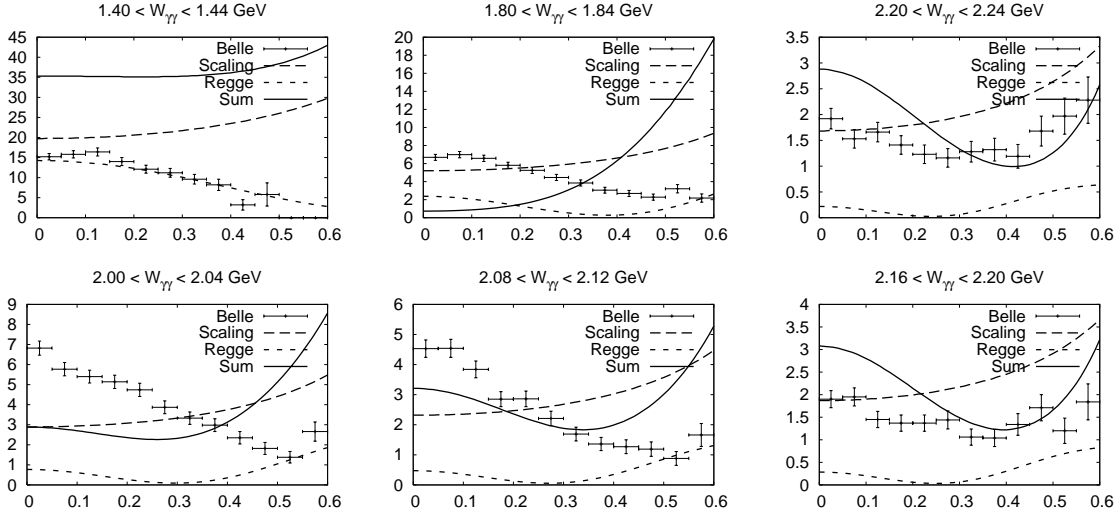 1.40 < Wγγ < 1.44 GeV
45
40
35
30
25
20
15
10
5
0
Belle
Scaling
Regge
Sum
0 0.1 0.2 0.3 0.4 0.5 0.6
1.80 < Wγγ < 1.84 GeV
20
18
16
14
12
10
8
6
4
2
0
Belle
Scaling
Regge
Sum
0 0.1 0.2 0.3 0.4 0.5 0.6
2.20 < Wγγ < 2.24 GeV
3.5
3
2.5
2
1.5
1
0.5
0
Belle
Scaling
Regge
Sum
0 0.1 0.2 0.3 0.4 0.5 0.6
2.00 < Wγγ < 2.04 GeV
9
8
7
6
5
4
3
2
1
0
Belle
Scaling
Regge
Sum
0 0.1 0.2 0.3 0.4 0.5 0.6
2.08 < Wγγ < 2.12 GeV
6
5
4
3
2
1
0
Belle
Scaling
Regge
Sum
0 0.1 0.2 0.3 0.4 0.5 0.6
2.16 < Wγγ < 2.20 GeV
4
3.5
3
2.5
2
1.5
1
0.5
0
Belle
Scaling
Regge
Sum
0 0.1 0.2 0.3 0.4 0.5 0.6